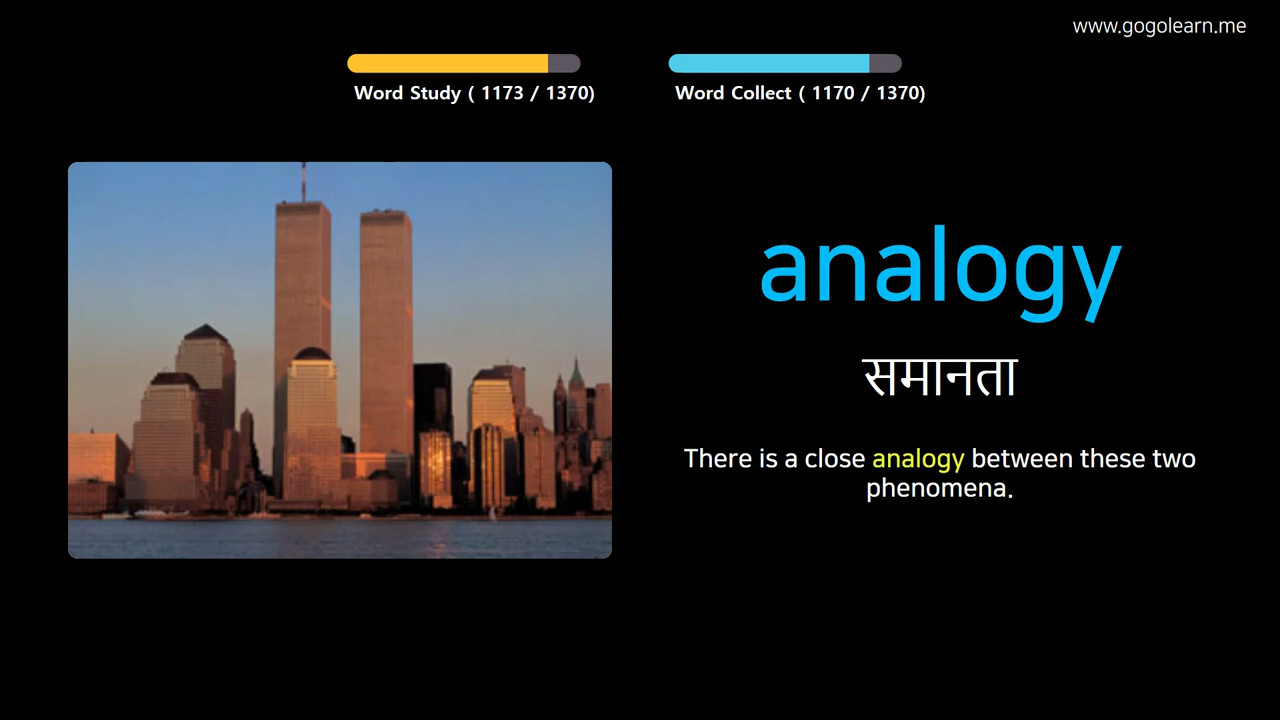 www.gogolearn.me
Word Study ( 1173 / 1370)
Word Collect ( 1170 / 1370)
analogy
समानता
There is a close analogy between these two
phenomena.